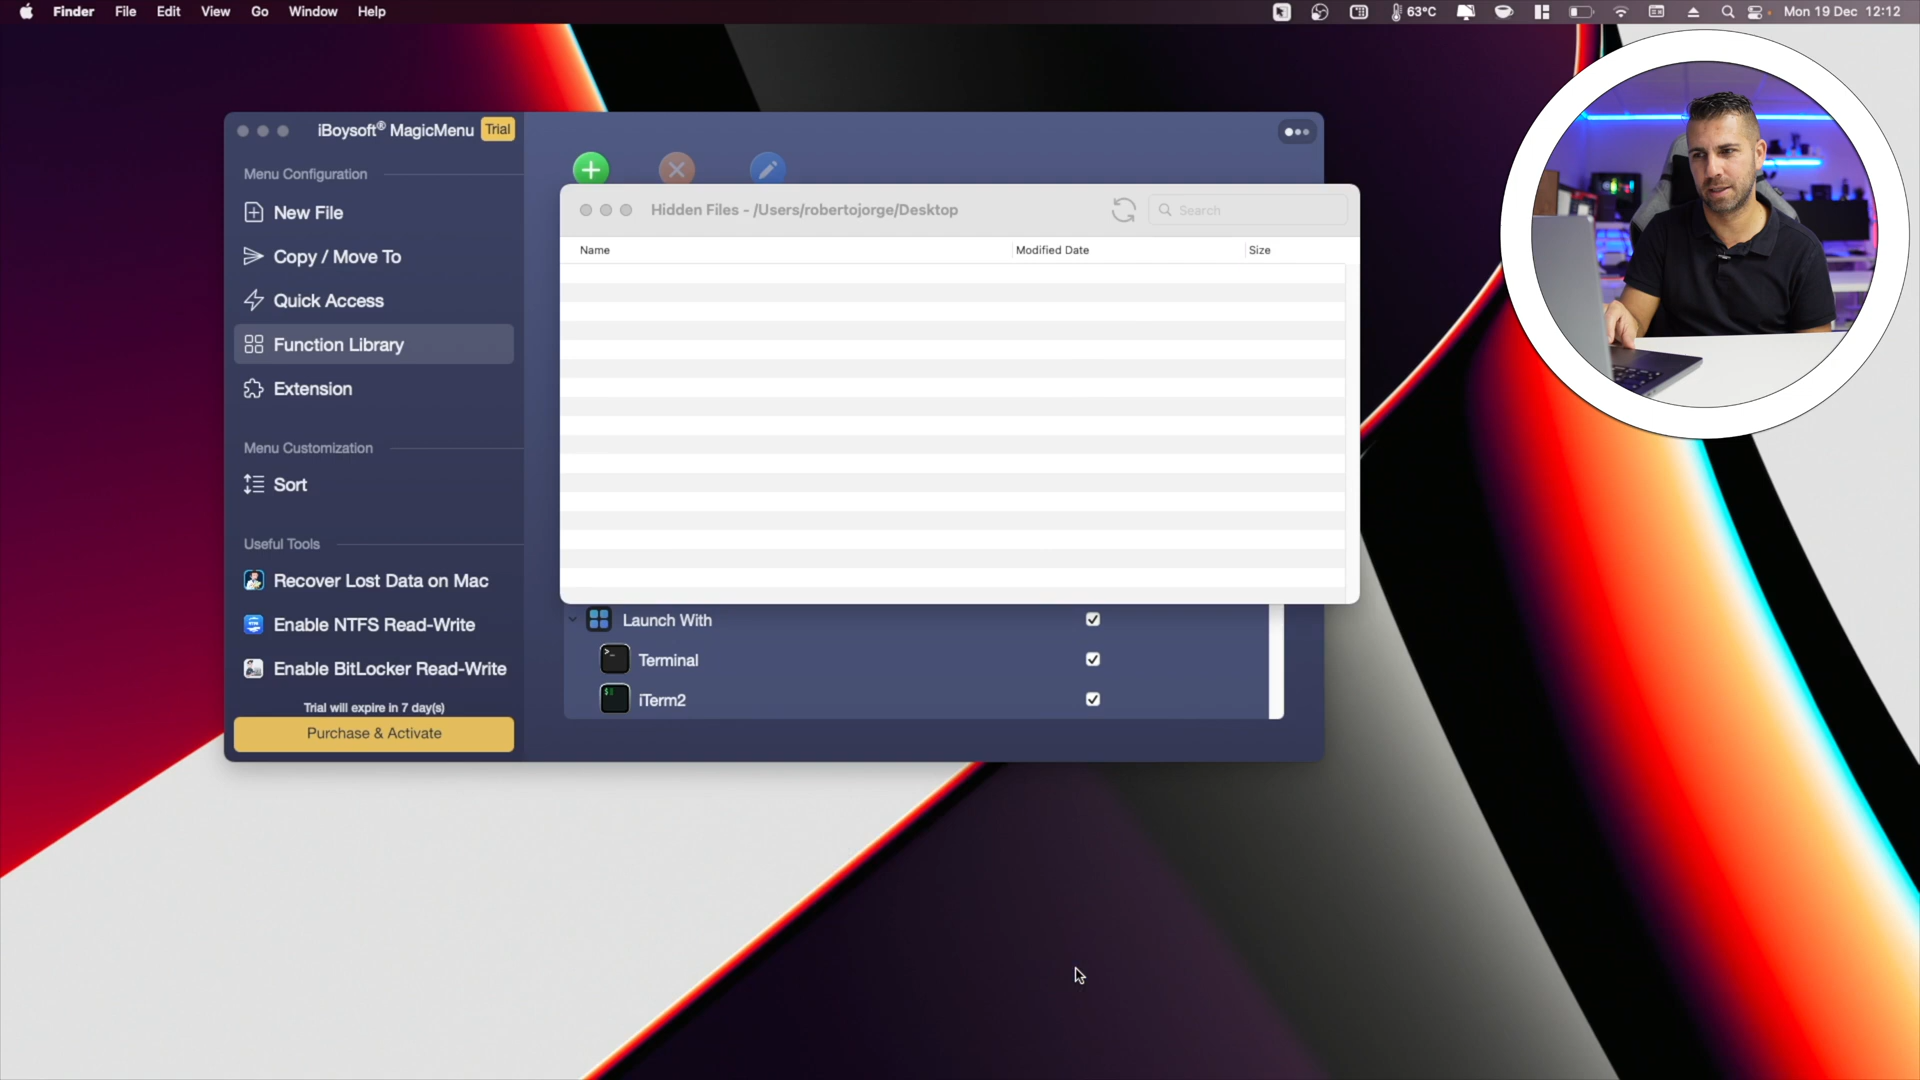 Finder File Edit View Go Window Help
63°C
Mon 19 Dec 12:12
iBoysoft® MagicMenu Trial
Menu Configuration
New File
Copy / Move To
Quick Access
Function Library
Extension
Menu Customization
Sort
Useful Tools
Recover Lost Data on Mac
Enable NTFS Read-Write
Enable BitLocker Read-Write
Trial will expire in 7 day(s)
Purchase & Activate
Hidden Files - /Users/robertojorge/Desktop
Search
Name Modified Date Size
Launch With
Terminal
iTerm2